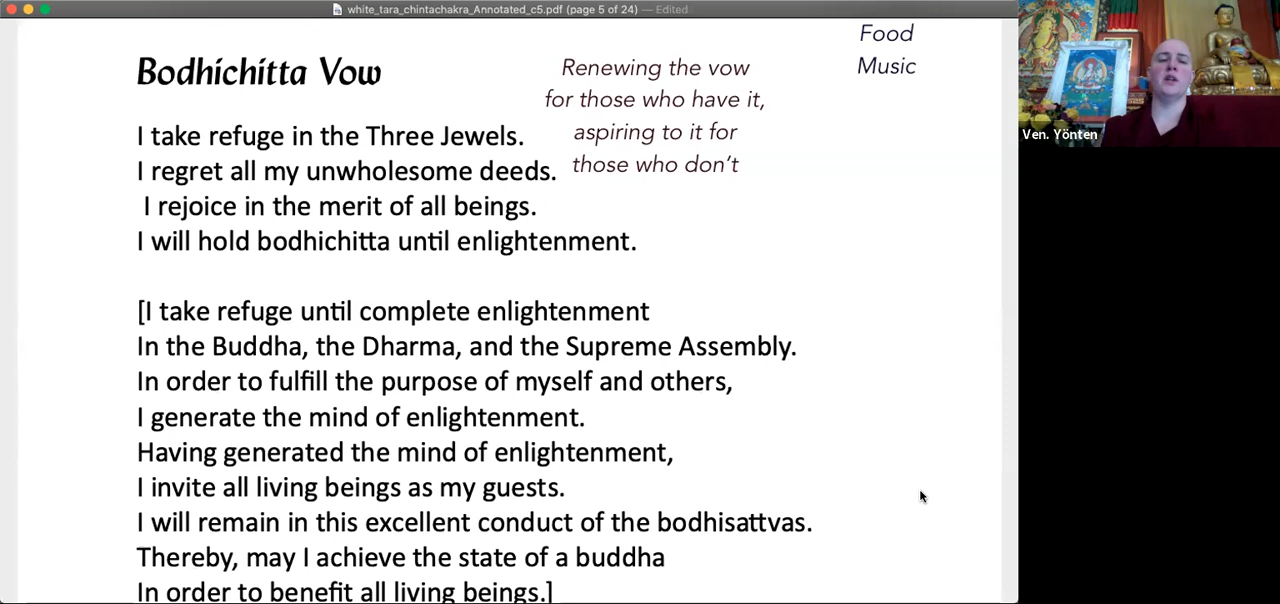 white_tara_chintachakra_Annotated_c5.pdf (page 5 of 24) — Edited
Food
Music
Bodhichitta Vow
Renewing the vow
for those who have it,
aspiring to it for
those who don't
I take refuge in the Three Jewels.
I regret all my unwholesome deeds.
I rejoice in the merit of all beings.
I will hold bodhichitta until enlightenment.
[I take refuge until complete enlightenment
In the Buddha, the Dharma, and the Supreme Assembly.
In order to fulfill the purpose of myself and others,
I generate the mind of enlightenment.
Having generated the mind of enlightenment,
I invite all living beings as my guests.
I will remain in this excellent conduct of the bodhisattvas.
Thereby, may I achieve the state of a buddha
In order to benefit all living beings.]
Ven. Yönten